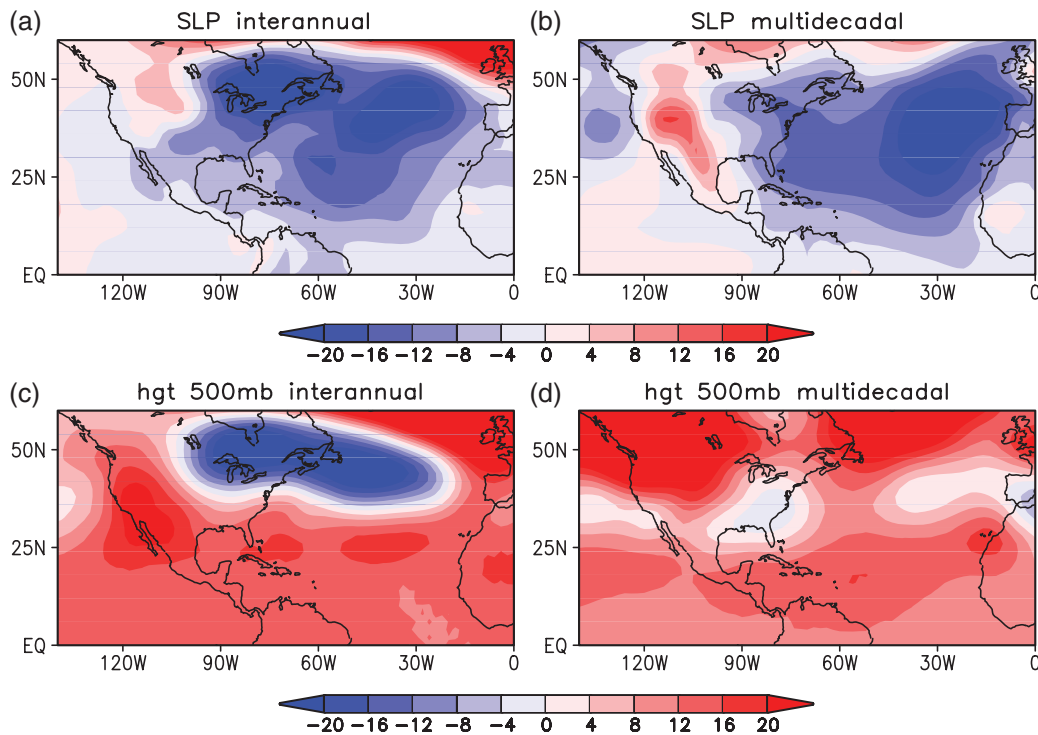 (a) SLP interannual
(b) SLP multidecadal
50N
25N
EQ
120W 90W 60W 30W 0
50N
25N
EQ
120W 90W 60W 30W 0
-20 -16 -12 -8 -4 0 4 8 12 16 20
(c) hgt 500mb interannual
(d) hgt 500mb multidecadal
50N
25N
EQ
120W 90W 60W 30W 0
50N
25N
EQ
120W 90W 60W 30W 0
-20 -16 -12 -8 -4 0 4 8 12 16 20